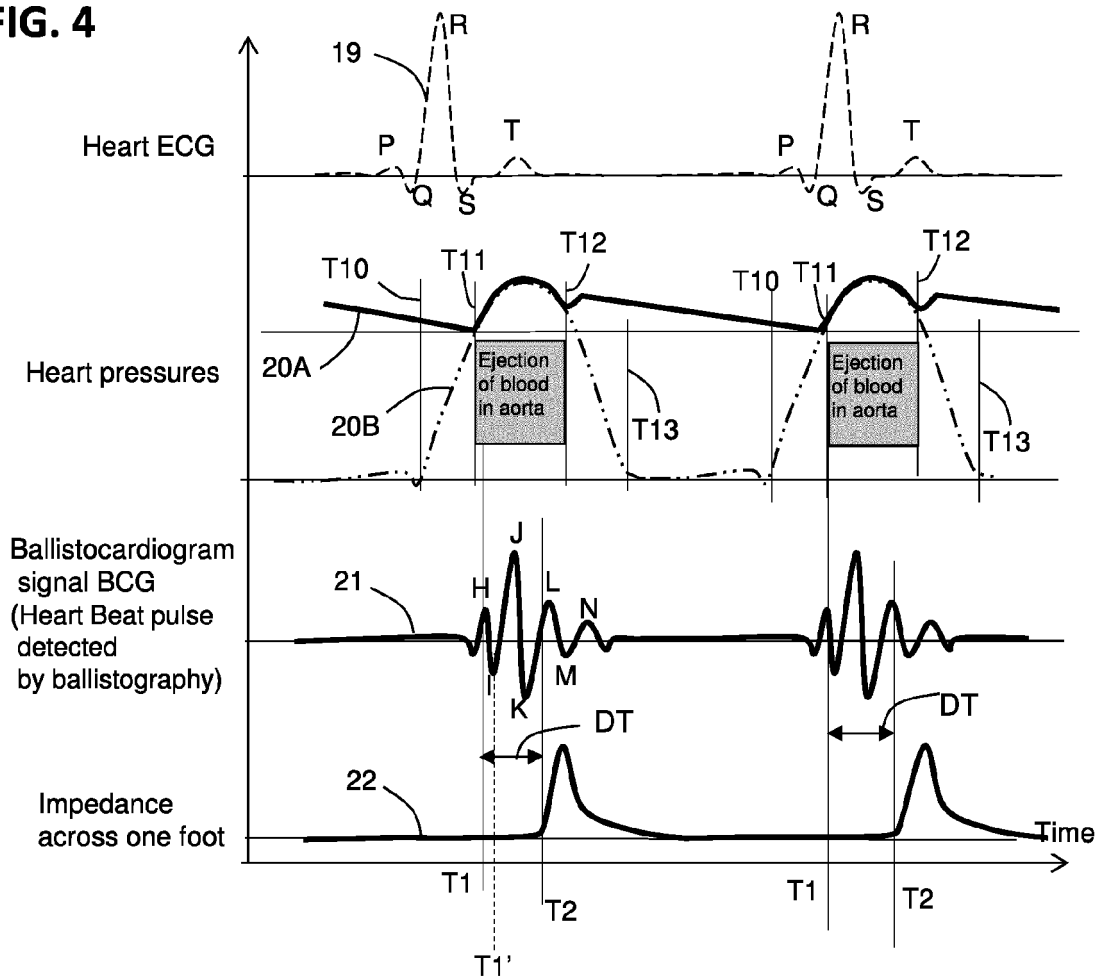 FIG. 4
R
R
19
P
T
P
T
Heart ECG
Q
S
Q
S
T10
T11
T12
T10
T11
T12
20A
Heart pressures
20B
Ejection
of blood
in aorta
T13
Ejection
of blood
in aorta
T13
Ballistocardiogram
signal BCG
(Heart Beat pulse
detected
by ballistography)
21
H
J
L
N
I
K
M
DT
DT
Impedance
across one foot
22
Time
T1
T2
T1
T2
T1'